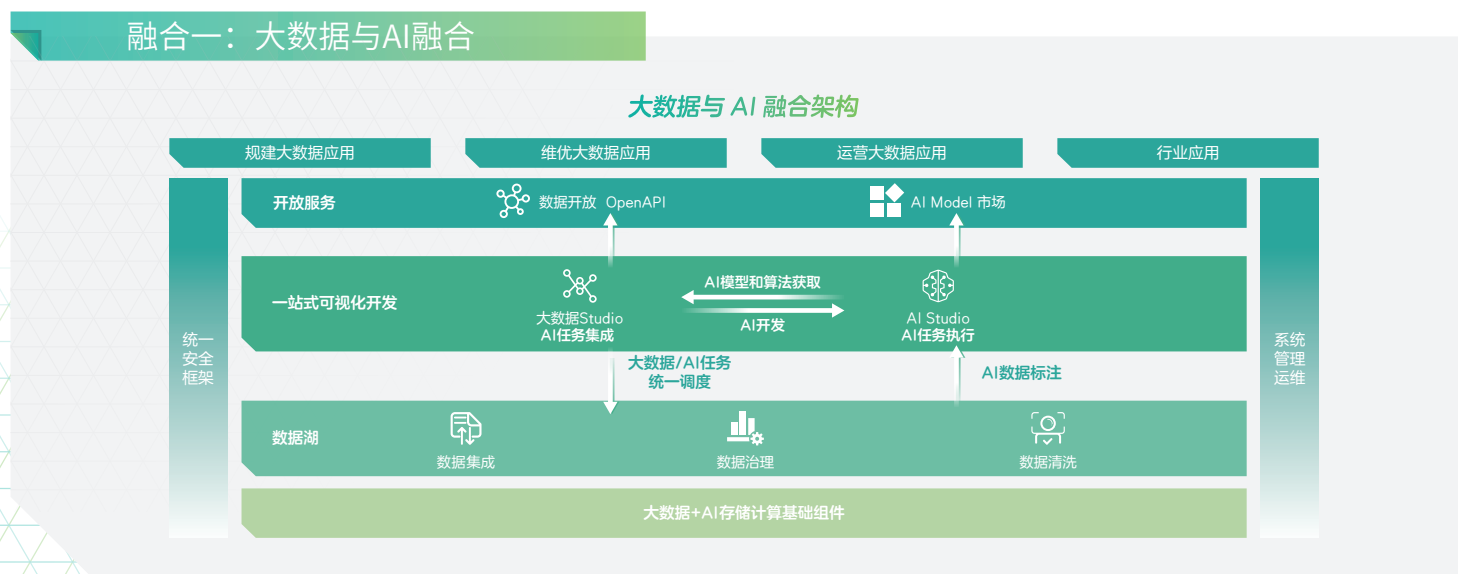 融合一：大数据与AI融合
大数据与 AI 融合架构
规建大数据应用
维优大数据应用
运营大数据应用
行业应用
统一
安全
框架
开放服务
数据开放 OpenAPI
AI Model 市场
一站式可视化开发
大数据Studio
AI任务集成
AI模型和算法获取
AI开发
AI Studio
AI任务执行
大数据/AI任务
统一调度
AI数据标注
数据湖
数据集成
数据治理
数据清洗
大数据+AI存储计算基础组件
系统
管理
运维